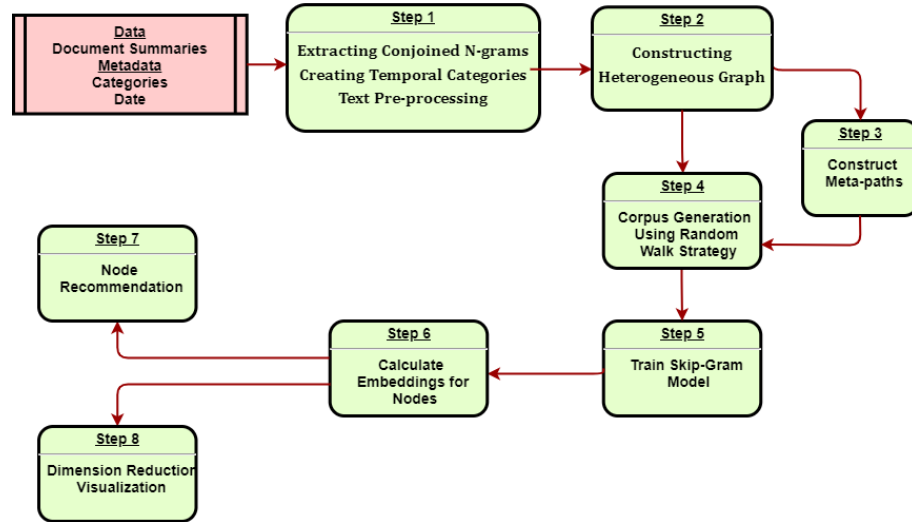 Data
Document Summaries
Metadata
Categories
Date
Step 1
Extracting Conjoined N-grams
Creating Temporal Categories
Text Pre-processing
Step 2
Constructing
Heterogeneous Graph
Step 3
Construct
Meta-paths
Step 4
Corpus Generation
Using Random
Walk Strategy
Step 5
Train Skip-Gram
Model
Step 6
Calculate
Embeddings for
Nodes
Step 7
Node
Recommendation
Step 8
Dimension Reduction
Visualization